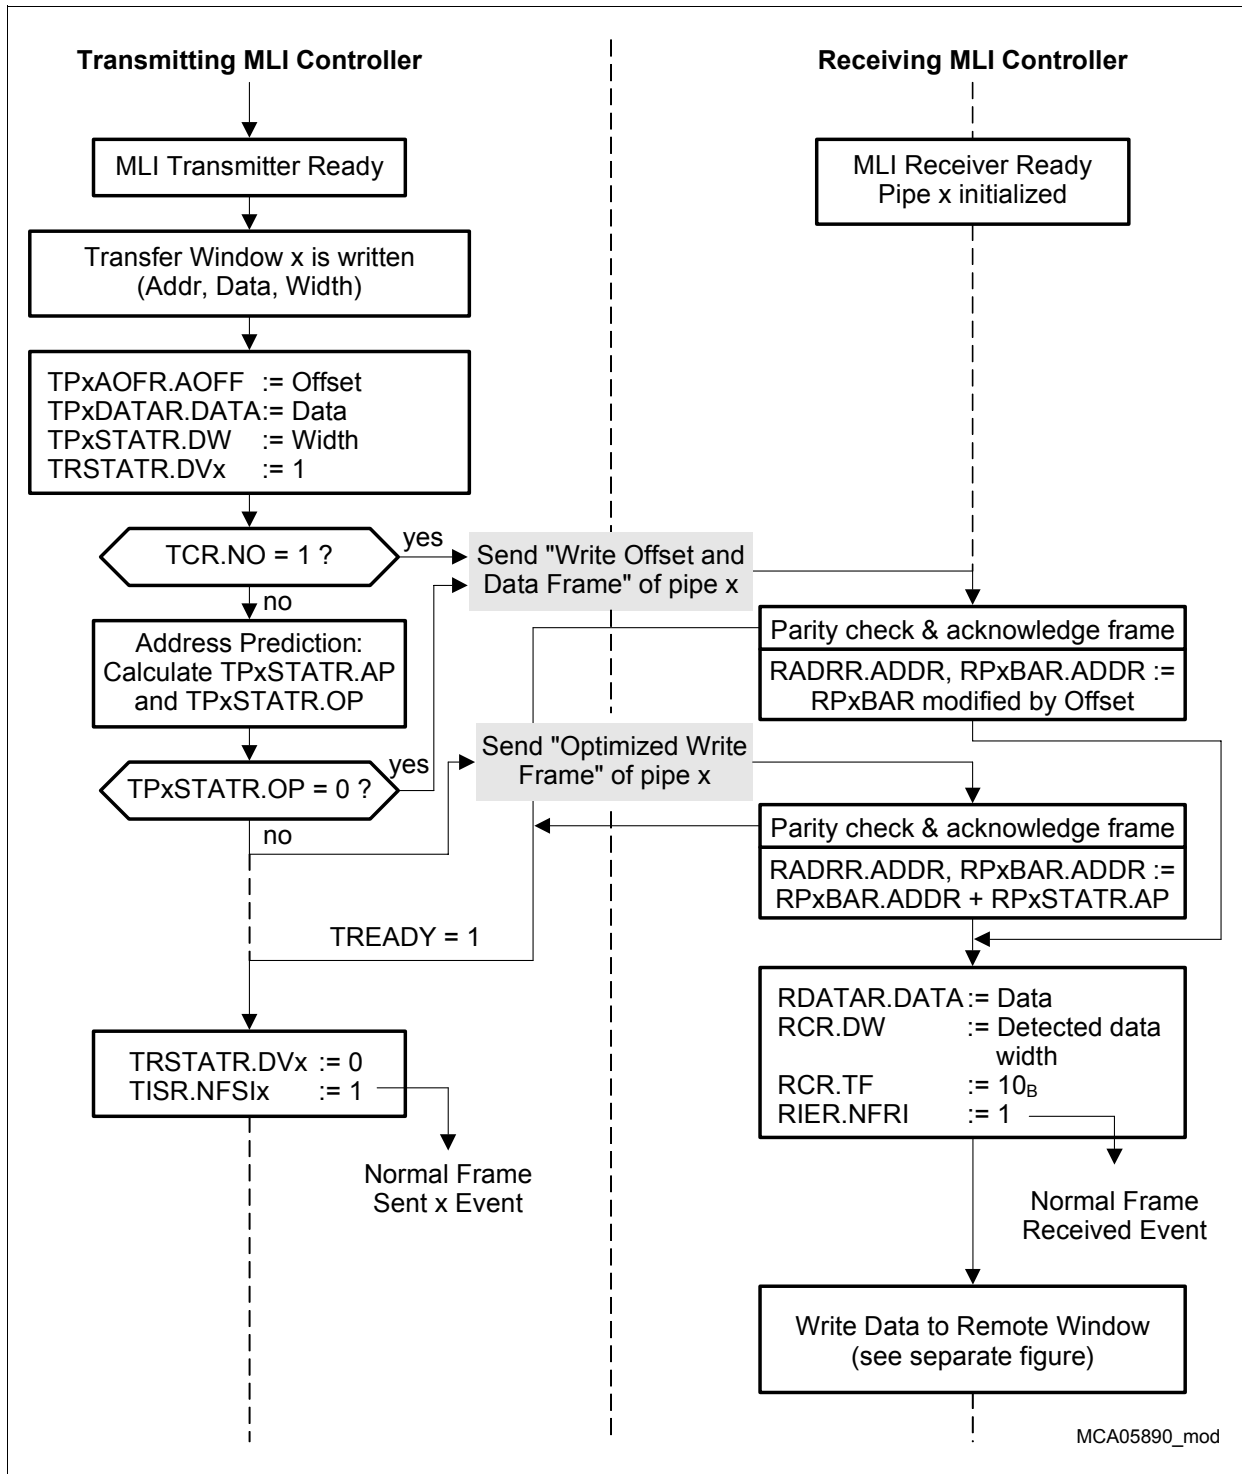 Transmitting MLI Controller
Receiving MLI Controller
MLI Transmitter Ready
MLI Receiver Ready
Pipe x initialized
Transfer Window x is written
(Addr, Data, Width)
TPxAOFR.AOFF := Offset
TPxDATAR.DATA:= Data
TPxSTATR.DW := Width
TRSTATR.DVx := 1
TCR.NO = 1 ?
yes
no
Send "Write Offset and
Data Frame" of pipe x
Address Prediction:
Calculate TPxSTATR.AP
and TPxSTATR.OP
Parity check & acknowledge frame
RADRR.ADDR, RPxBAR.ADDR :=
RPxBAR modified by Offset
TPxSTATR.OP = 0 ?
yes
no
Send "Optimized Write
Frame" of pipe x
Parity check & acknowledge frame
RADRR.ADDR, RPxBAR.ADDR :=
RPxBAR.ADDR + RPxSTATR.AP
TREADY = 1
RDATAR.DATA := Data
RCR.DW := Detected data
width
RCR.TF := 10B
RIER.NFRI := 1
TRSTATR.DVx := 0
TISR.NFSIx := 1
Normal Frame
Sent x Event
Normal Frame
Received Event
Write Data to Remote Window
(see separate figure)
MCA05890_mod